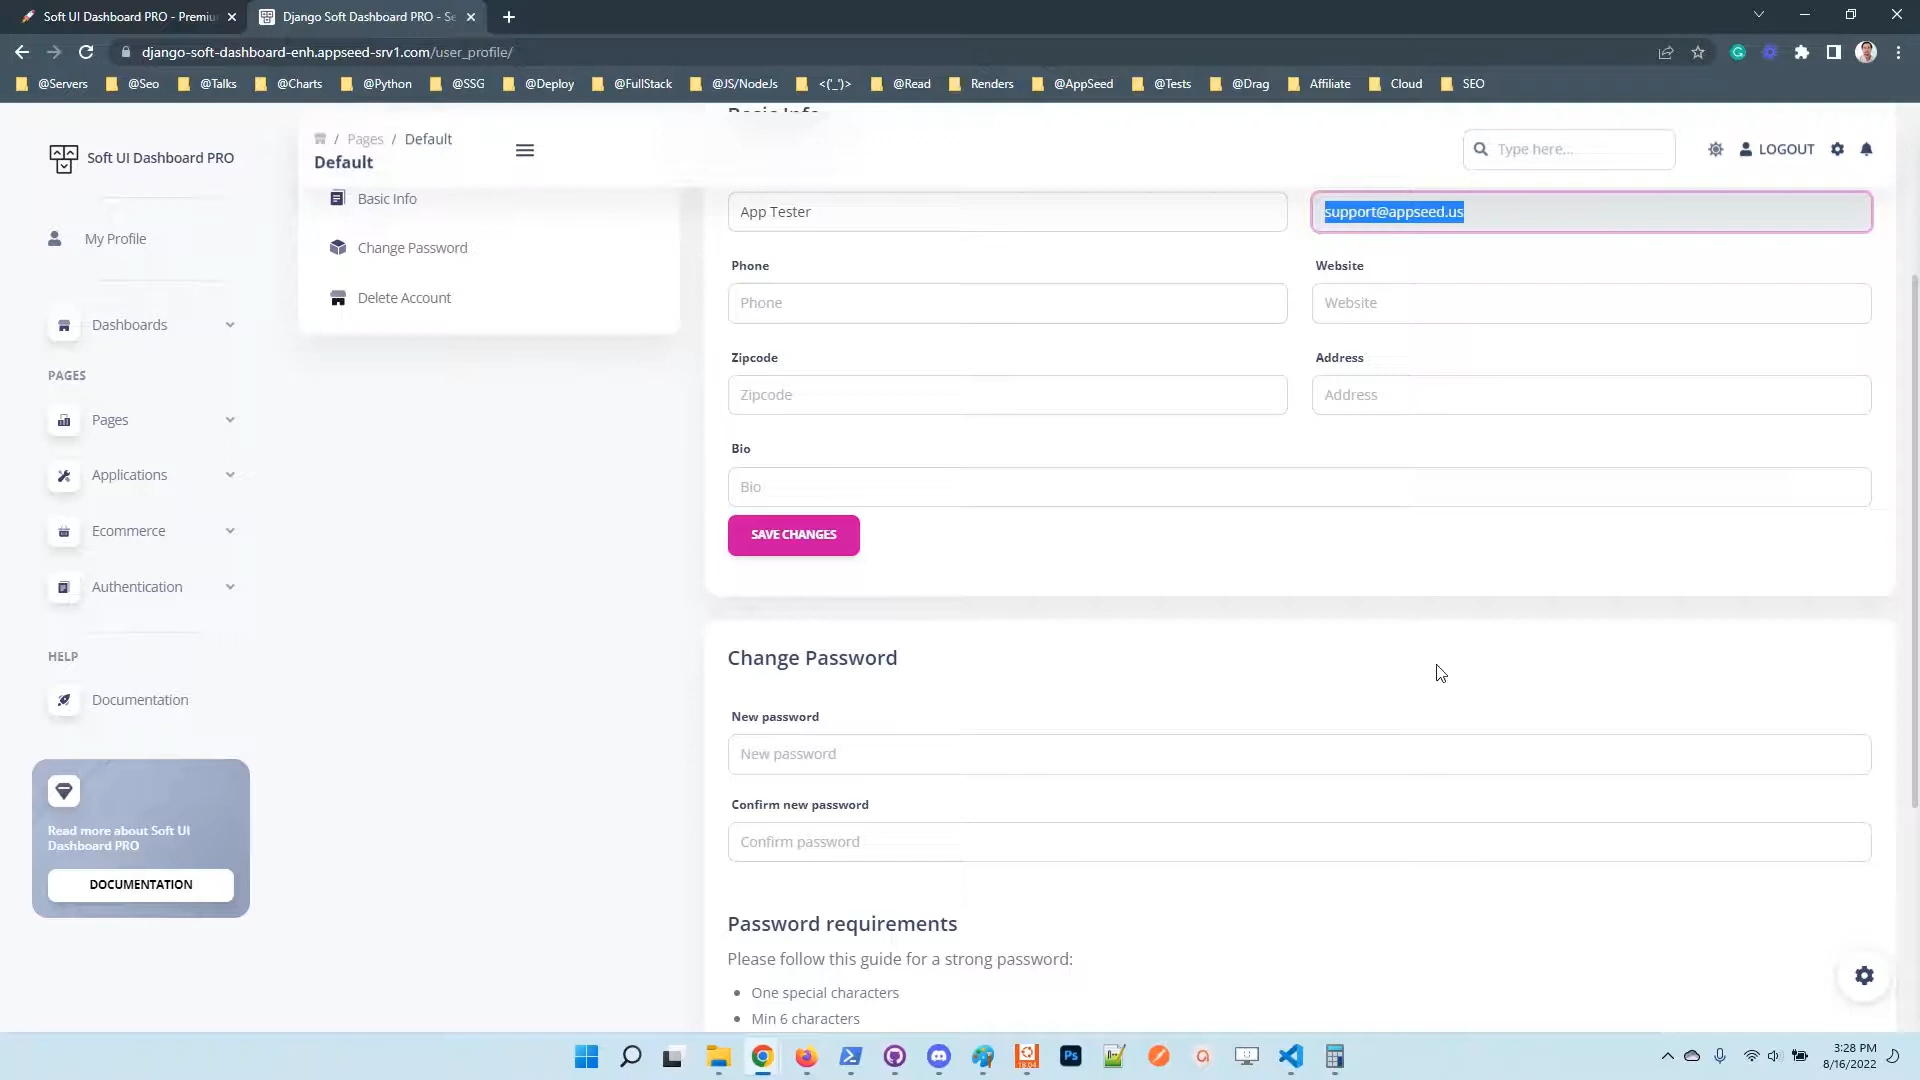 Soft UI Dashboard PRO - Premiu
Django Soft Dashboard PRO - Se
django-soft-dashboard-enh.appseed-srv1.com/user_profile/
@Servers @Seo @Talks @Charts @Python @SSG @Deploy @FullStack @JS/NodeJs <('_')> @Read Renders @AppSeed @Tests @Drag Affiliate Cloud SEO
Soft UI Dashboard PRO
My Profile
Dashboards
PAGES
Pages
Applications
Ecommerce
Authentication
HELP
Documentation
Read more about Soft UI
Dashboard PRO
DOCUMENTATION
/ Pages / Default
Default
Type here...
LOGOUT
Basic Info
Change Password
Delete Account
Basic Info
App Tester
support@appseed.us
Phone
Phone
Website
Website
Zipcode
Zipcode
Address
Address
Bio
Bio
SAVE CHANGES
Change Password
New password
New password
Confirm new password
Confirm password
Password requirements
Please follow this guide for a strong password:
One special characters
Min 6 characters
Ps
18.04
3:28 PM
8/16/2022